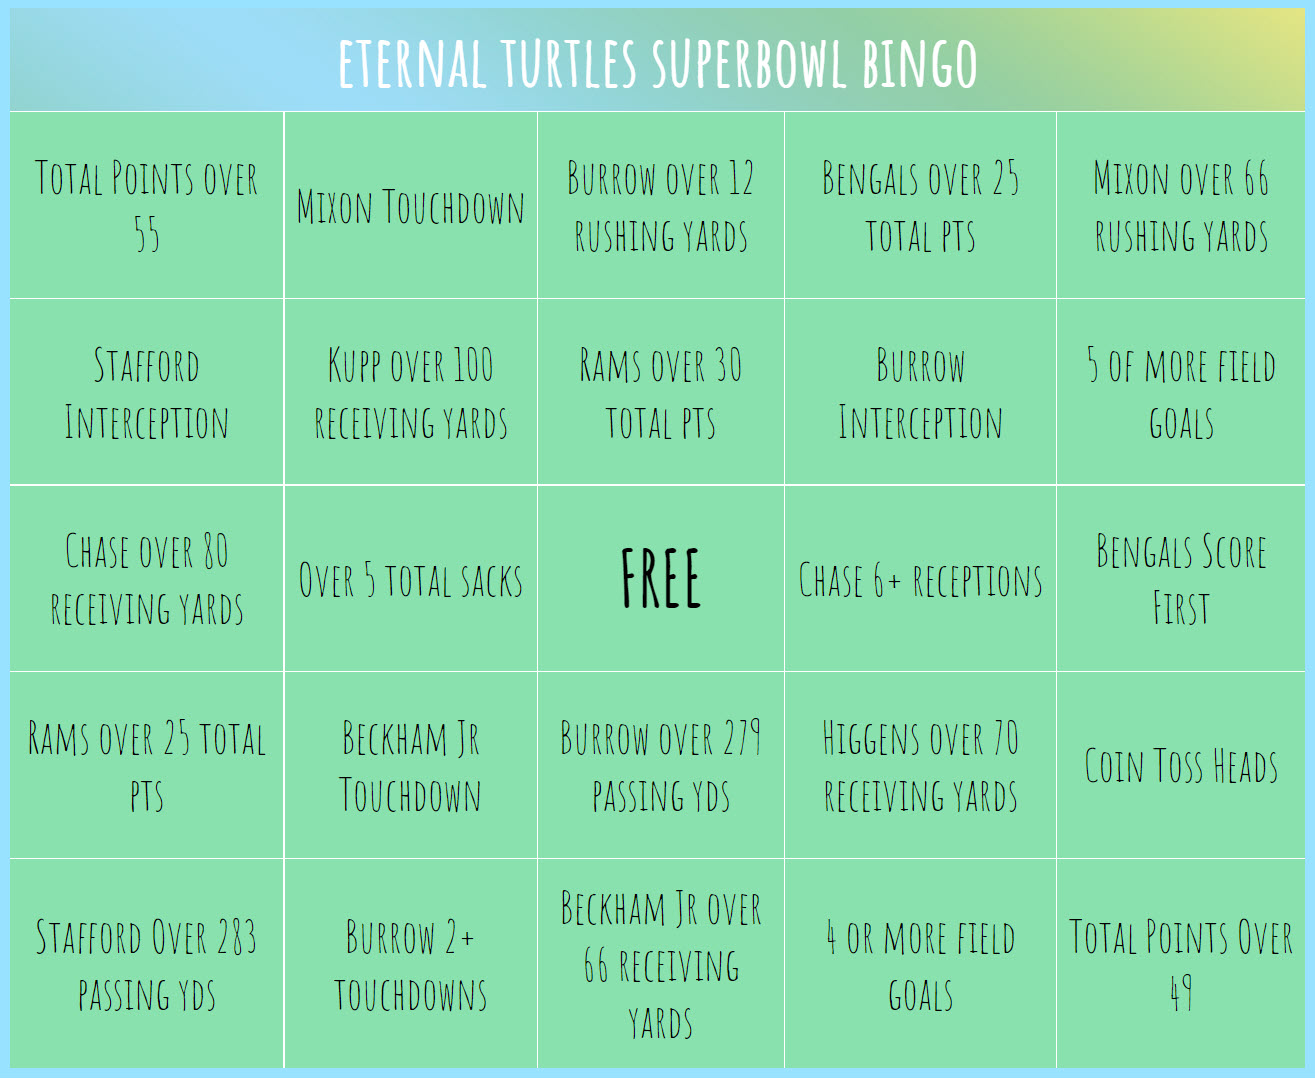 ETERNAL TURTLES SUPERBOWL BINGO
Total Points over
55
Mixon Touchdown
Burrow over 12
rushing yards
Bengals over 25
total pts
Mixon over 66
rushing yards
Stafford
Interception
Kupp over 100
receiving yards
Rams over 30
total pts
Burrow
Interception
5 of more field
goals
Chase over 80
receiving yards
Over 5 total sacks
FREE
Chase 6+ receptions
Bengals Score
First
Rams over 25 total
pts
Beckham Jr
Touchdown
Burrow over 279
passing yds
Higgens over 70
receiving yards
Coin Toss Heads
Stafford Over 283
passing yds
Burrow 2+
touchdowns
Beckham Jr over
66 receiving
yards
4 or more field
goals
Total Points Over
49